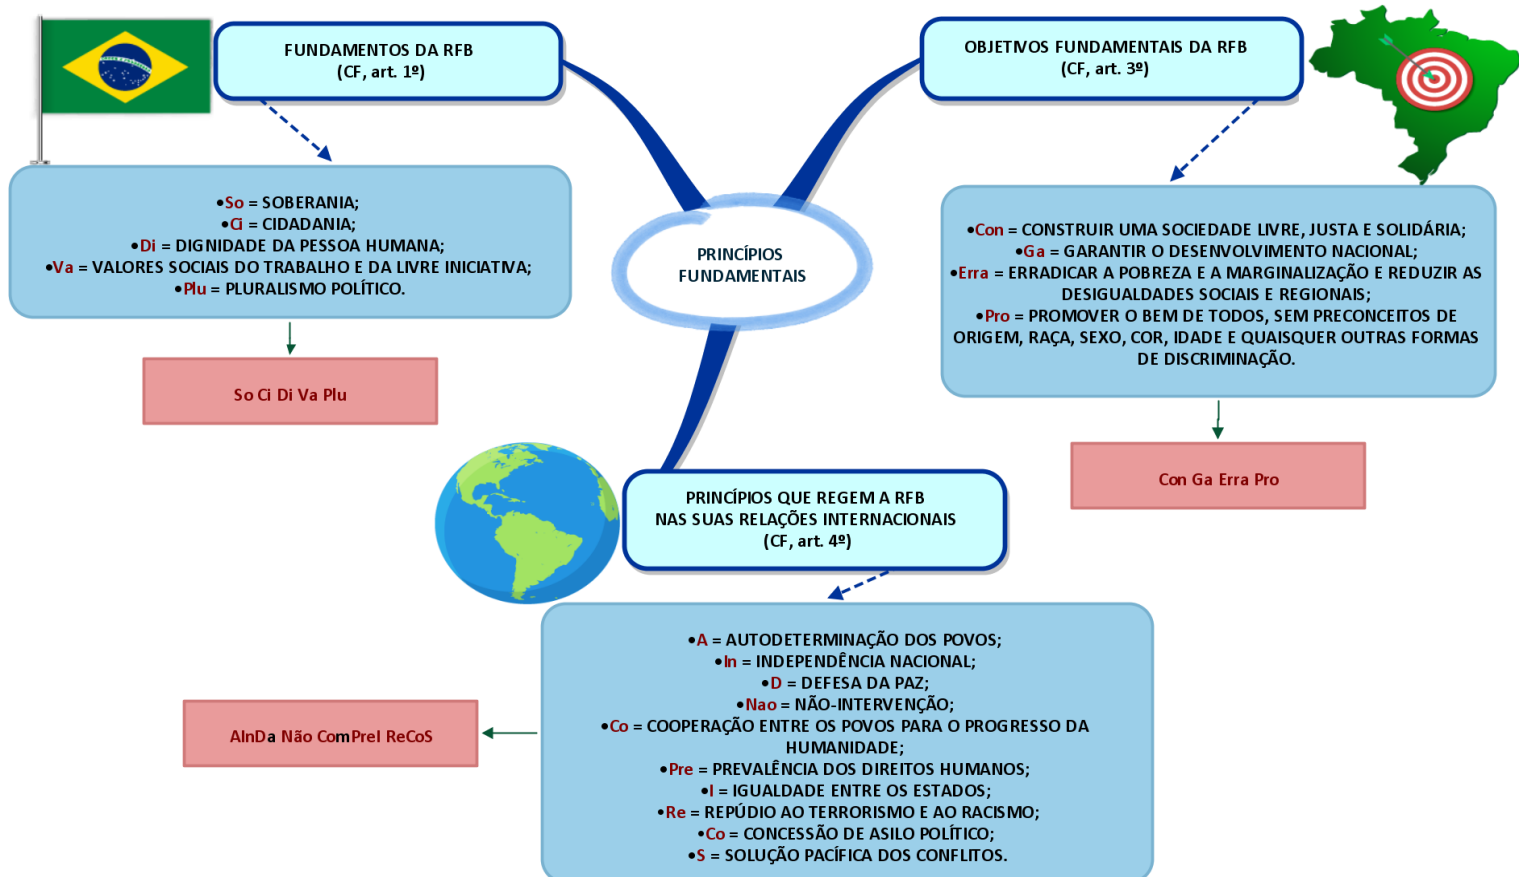 FUNDAMENTOS DA RFB
(CF, art. 1º)
•So = SOBERANIA;
•Ci = CIDADANIA;
•Di = DIGNIDADE DA PESSOA HUMANA;
•Va = VALORES SOCIAIS DO TRABALHO E DA LIVRE INICIATIVA;
•Plu = PLURALISMO POLÍTICO.
So Ci Di Va Plu
PRINCÍPIOS
FUNDAMENTAIS
OBJETIVOS FUNDAMENTAIS DA RFB
(CF, art. 3º)
•Con = CONSTRUIR UMA SOCIEDADE LIVRE, JUSTA E SOLIDÁRIA;
•Ga = GARANTIR O DESENVOLVIMENTO NACIONAL;
•Erra = ERRADICAR A POBREZA E A MARGINALIZAÇÃO E REDUZIR AS
DESIGUALDADES SOCIAIS E REGIONAIS;
•Pro = PROMOVER O BEM DE TODOS, SEM PRECONCEITOS DE
ORIGEM, RAÇA, SEXO, COR, IDADE E QUAISQUER OUTRAS FORMAS
DE DISCRIMINAÇÃO.
Con Ga Erra Pro
PRINCÍPIOS QUE REGEM A RFB
NAS SUAS RELAÇÕES INTERNACIONAIS
(CF, art. 4º)
•A = AUTODETERMINAÇÃO DOS POVOS;
•In = INDEPENDÊNCIA NACIONAL;
•D = DEFESA DA PAZ;
•Nao = NÃO-INTERVENÇÃO;
•Co = COOPERAÇÃO ENTRE OS POVOS PARA O PROGRESSO DA
HUMANIDADE;
•Pre = PREVALÊNCIA DOS DIREITOS HUMANOS;
•I = IGUALDADE ENTRE OS ESTADOS;
•Re = REPÚDIO AO TERRORISMO E AO RACISMO;
•Co = CONCESSÃO DE ASILO POLÍTICO;
•S = SOLUÇÃO PACÍFICA DOS CONFLITOS.
AInDa Não ComPreI ReCoS